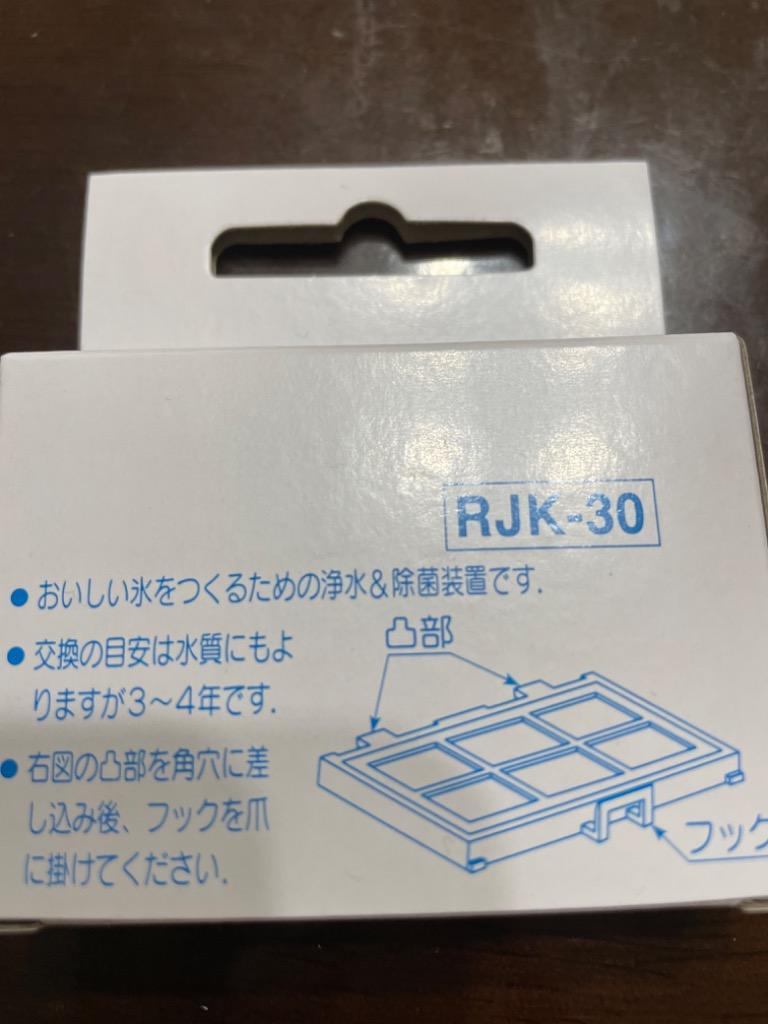 RJK-30
● おいしい氷をつくるための浄水&除菌装置です.
● 交換の目安は水質にもよ
りますが3〜4年です.
● 右図の凸部を角穴に差
し込み後、フックを爪
に掛けてください.
凸部
フック